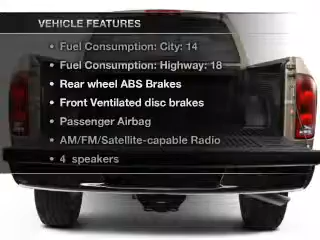 VEHICLE FEATURES
• Fuel Consumption: City: 14
• Fuel Consumption: Highway: 18
• Rear wheel ABS Brakes
• Front Ventilated disc brakes
• Passenger Airbag
• AM/FM/Satellite-capable Radio
• 4 speakers